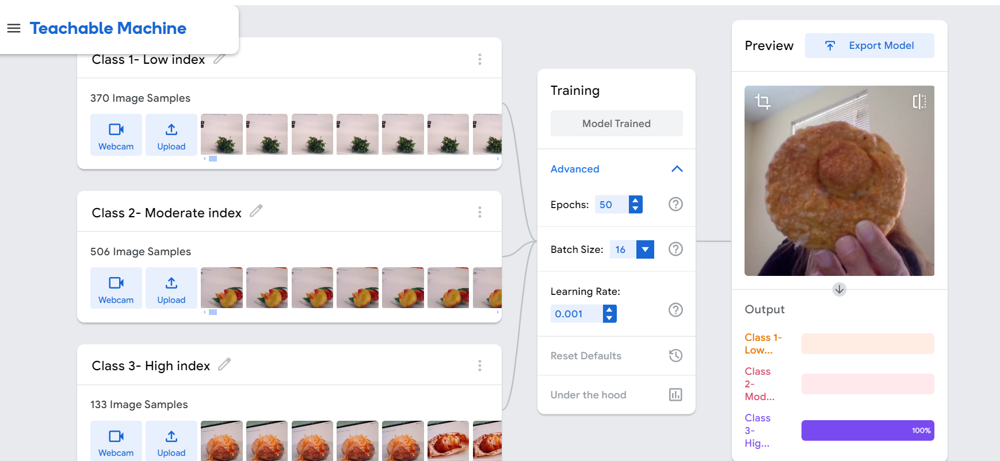 Teachable Machine
Class 1- Low index
370 Image Samples
Webcam
Upload
Class 2- Moderate index
506 Image Samples
Webcam
Upload
Class 3- High index
133 Image Samples
Webcam
Upload
Training
Model Trained
Advanced
Epochs: 50
Batch Size: 16
Learning Rate:
0.001
Reset Defaults
Under the hood
Preview
Export Model
Output
Class 1-
Low...
Class
2-
Mod...
Class
3-
Hig...
100%